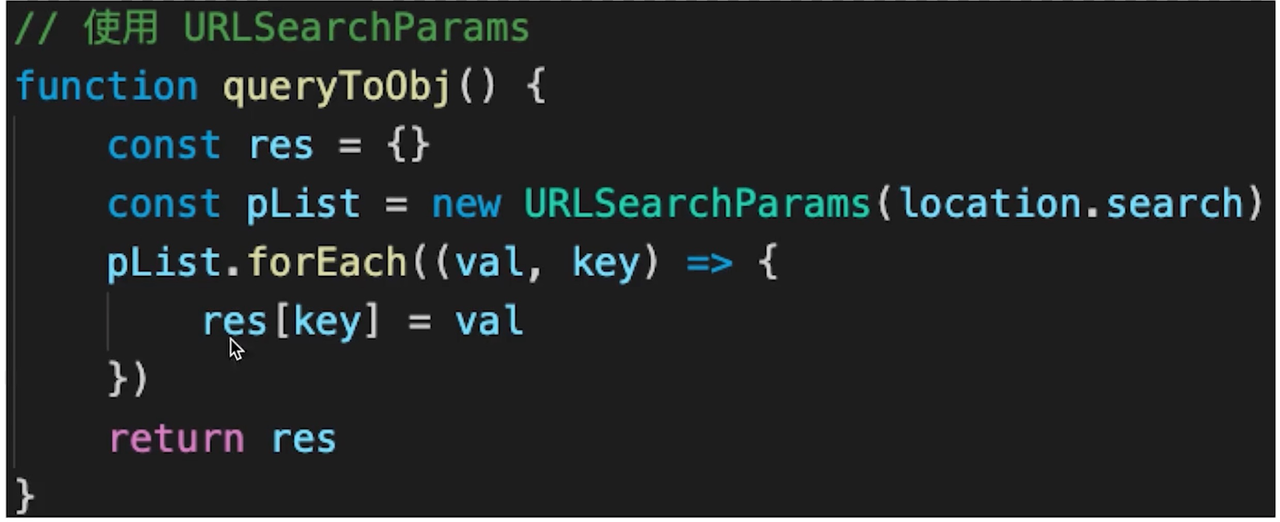 // 使用 URLSearchParams
function queryToObj() {
    const res = {}
    const pList = new URLSearchParams(location.search)
    pList.forEach((val, key) => {
        res[key] = val
    })
    return res
}